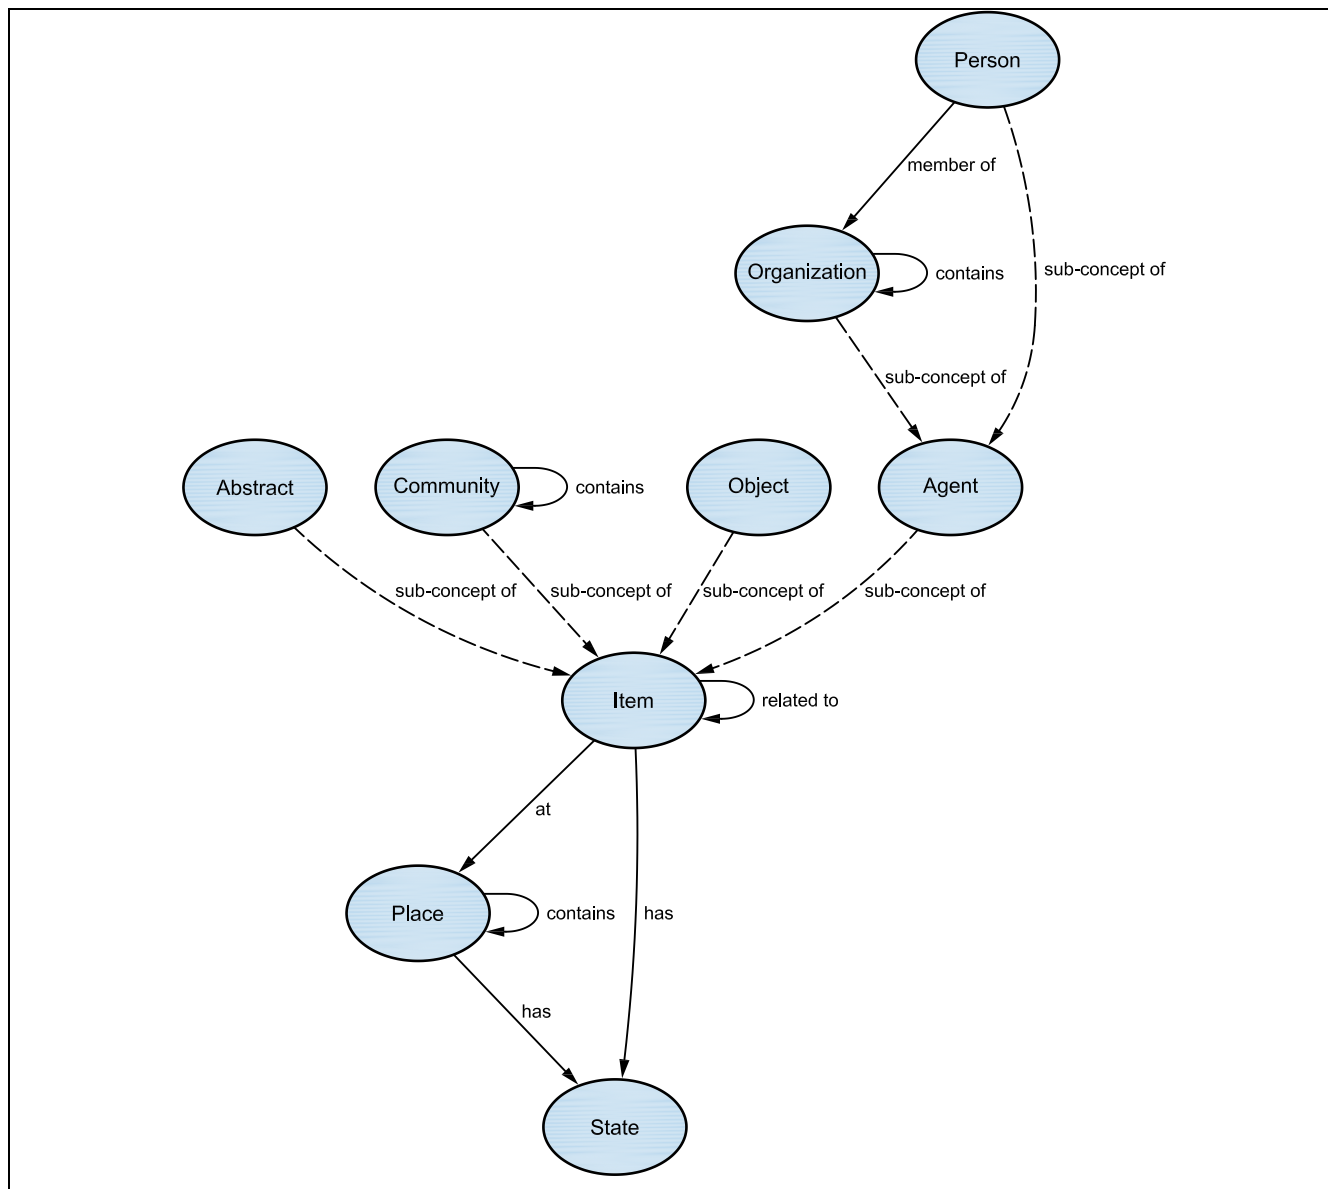 Person
member of
Organization
contains
sub-concept of
sub-concept of
Abstract
Community
contains
Object
Agent
sub-concept of
sub-concept of
sub-concept of
sub-concept of
Item
related to
at
Place
contains
has
has
State